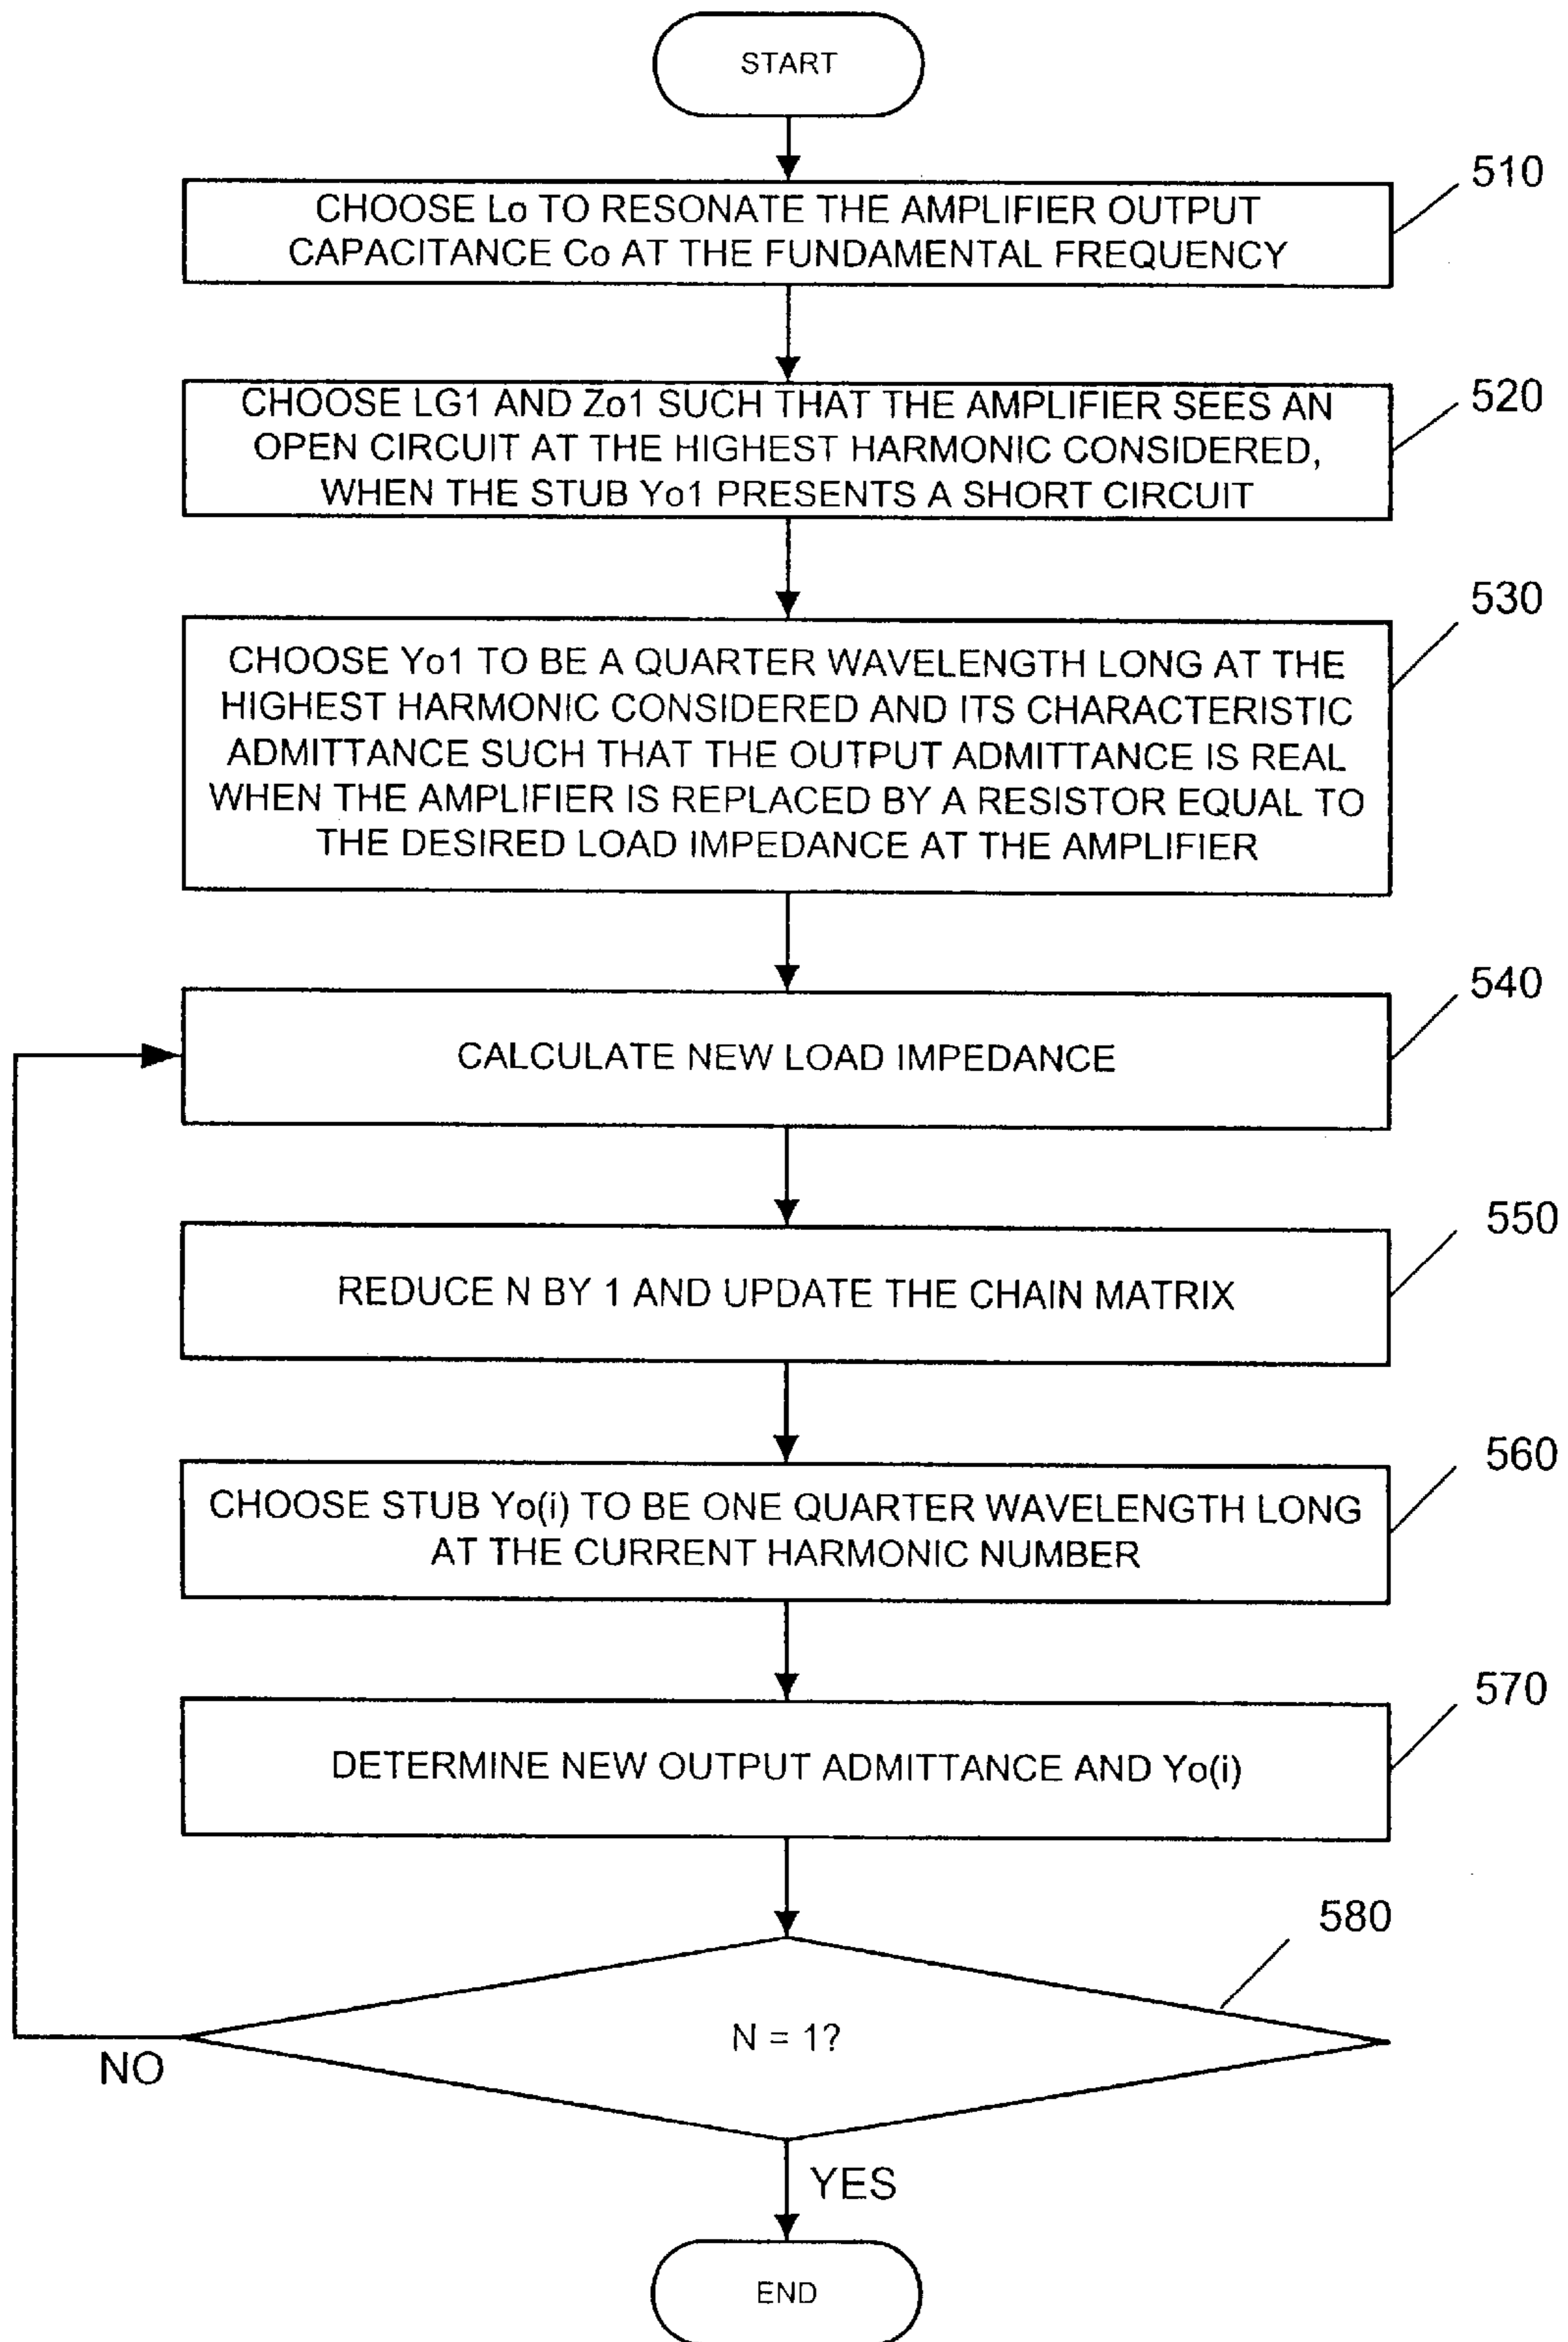 START
510
CHOOSE Lo TO RESONATE THE AMPLIFIER OUTPUT
CAPACITANCE Co AT THE FUNDAMENTAL FREQUENCY
520
CHOOSE LG1 AND Zo1 SUCH THAT THE AMPLIFIER SEES AN
OPEN CIRCUIT AT THE HIGHEST HARMONIC CONSIDERED,
WHEN THE STUB Yo1 PRESENTS A SHORT CIRCUIT
530
CHOOSE Yo1 TO BE A QUARTER WAVELENGTH LONG AT THE
HIGHEST HARMONIC CONSIDERED AND ITS CHARACTERISTIC
ADMITTANCE SUCH THAT THE OUTPUT ADMITTANCE IS REAL
WHEN THE AMPLIFIER IS REPLACED BY A RESISTOR EQUAL TO
THE DESIRED LOAD IMPEDANCE AT THE AMPLIFIER
540
CALCULATE NEW LOAD IMPEDANCE
550
REDUCE N BY 1 AND UPDATE THE CHAIN MATRIX
560
CHOOSE STUB Yo(i) TO BE ONE QUARTER WAVELENGTH LONG
AT THE CURRENT HARMONIC NUMBER
570
DETERMINE NEW OUTPUT ADMITTANCE AND Yo(i)
580
N = 1?
NO
YES
END